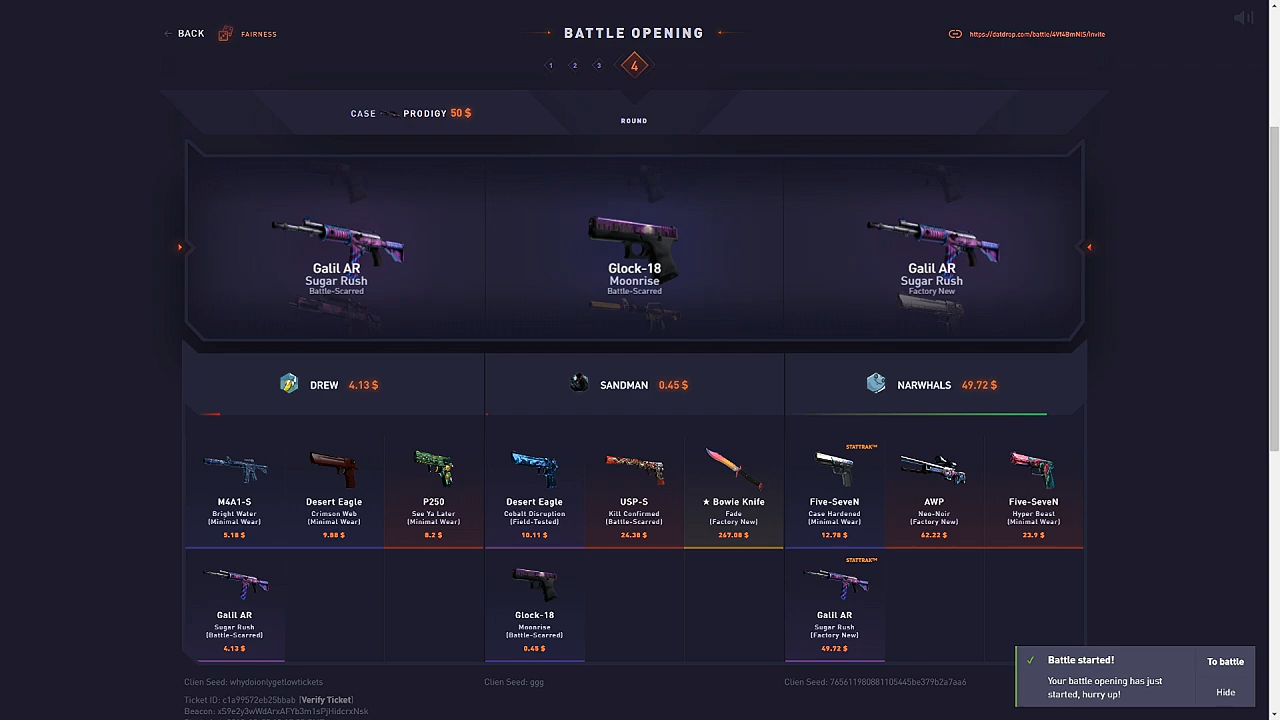 BACK
FAIRNESS
BATTLE OPENING
https://datdrop.com/battle/49f4BmNlS/invite
1 2 3 4
CASE PRODIGY 50 $
ROUND
Galil AR
Sugar Rush
Battle-Scarred
Glock-18
Moonrise
Battle-Scarred
Galil AR
Sugar Rush
Factory New
DREW 4.13 $
SANDMAN 0.45 $
NARWHALS 49.72 $
M4A1-S
Bright Water
(Minimal Wear)
5.18 $
Desert Eagle
Crimson Web
(Minimal Wear)
9.88 $
P250
See Ya Later
(Minimal Wear)
8.2 $
Desert Eagle
Cobalt Disruption
(Field-Tested)
10.11 $
USP-S
Kill Confirmed
(Battle-Scarred)
24.38 $
★ Bowie Knife
Fade
(Factory New)
267.08 $
STATTRAK™
Five-SeveN
Case Hardened
(Minimal Wear)
12.78 $
AWP
Neo-Noir
(Factory New)
62.22 $
Five-SeveN
Hyper Beast
(Minimal Wear)
23.9 $
Galil AR
Sugar Rush
(Battle-Scarred)
4.13 $
Glock-18
Moonrise
(Battle-Scarred)
0.45 $
STATTRAK™
Galil AR
Sugar Rush
(Factory New)
49.72 $
Clien Seed: whydoionlygetlowtickets
Clien Seed: ggg
Clien Seed: 765611980881105445be379b2a7aa6
Ticket ID: c1a99572eb25bbab (Verify Ticket)
Beacon: xS9e2y3wWdArxAFYb3m1sPjHidcrxNsk
Battle started!
Your battle opening has just
started, hurry up!
To battle
Hide